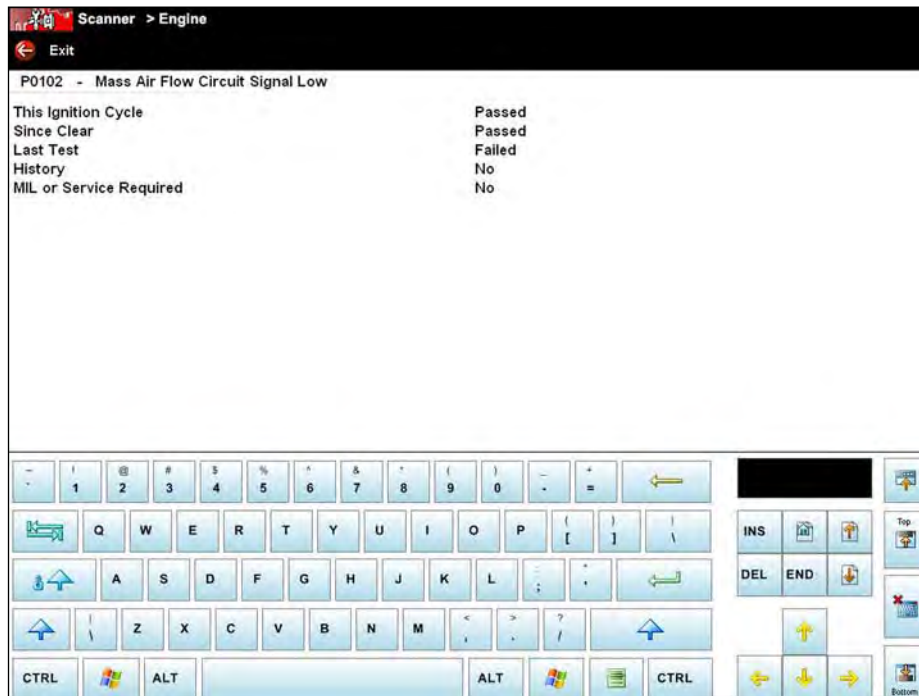 Scanner > Engine
Exit
P0102 - Mass Air Flow Circuit Signal Low
This Ignition Cycle Passed
Since Clear Passed
Last Test Failed
History No
MIL or Service Required No
! @ # $ % ^ & * ( ) _ +
1 2 3 4 5 6 7 8 9 0 - =
Q W E R T Y U I O P [ ] \
INS
Top
A S D F G H J K L ;
DEL END
\ Z X C V B N M < , > . ? /
CTRL ALT ALT CTRL
Bottom